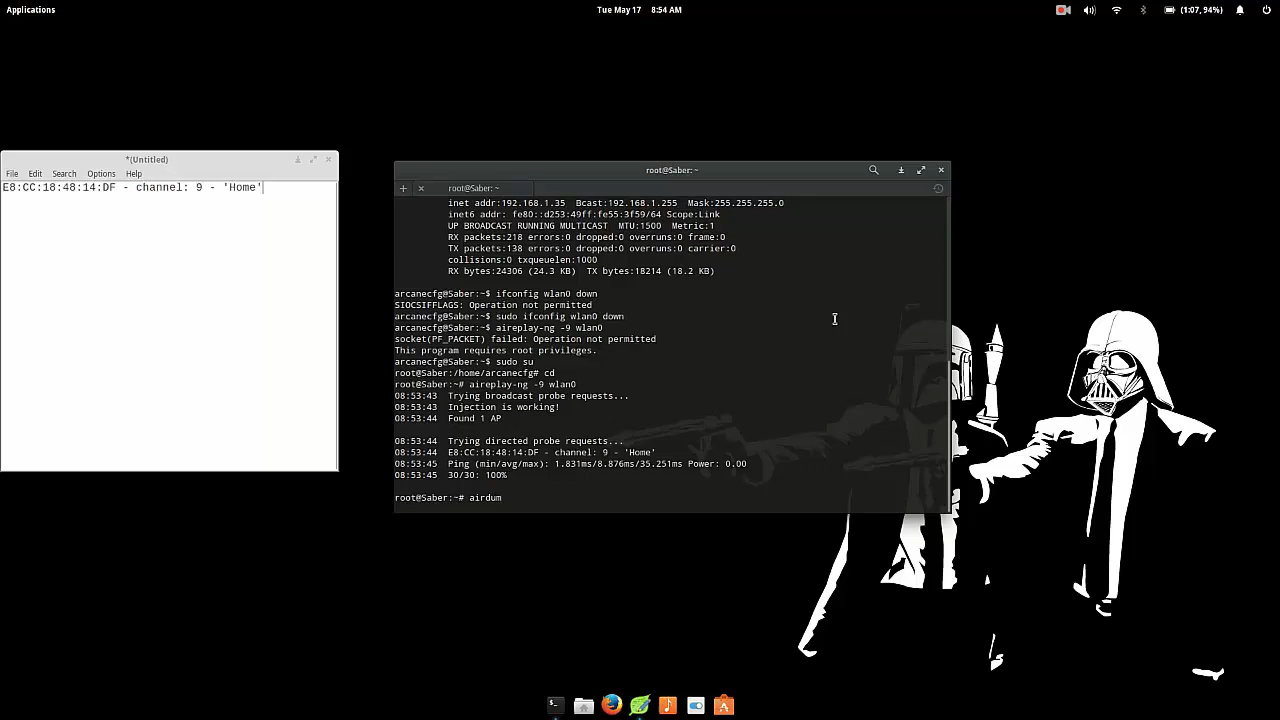 Applications
Tue May 17 8:54 AM
(1:07, 94%)
*(Untitled)
File Edit Search Options Help
E8:CC:18:48:14:DF - channel: 9 - 'Home'
root@Saber: ~
root@Saber: ~
inet addr:192.168.1.35 Bcast:192.168.1.255 Mask:255.255.255.0
inet6 addr: fe80::d253:49ff:fe55:3f59/64 Scope:Link
UP BROADCAST RUNNING MULTICAST MTU:1500 Metric:1
RX packets:218 errors:0 dropped:0 overruns:0 frame:0
TX packets:138 errors:0 dropped:0 overruns:0 carrier:0
collisions:0 txqueuelen:1000
RX bytes:24306 (24.3 KB) TX bytes:18214 (18.2 KB)
arcanecfg@Saber:~$ ifconfig wlan0 down
SIOCSIFFLAGS: Operation not permitted
arcanecfg@Saber:~$ sudo ifconfig wlan0 down
arcanecfg@Saber:~$ aireplay-ng -9 wlan0
socket(PF_PACKET) failed: Operation not permitted
This program requires root privileges.
arcanecfg@Saber:~$ sudo su
root@Saber:/home/arcanecfg# cd
root@Saber:~# aireplay-ng -9 wlan0
08:53:43 Trying broadcast probe requests...
08:53:43 Injection is working!
08:53:44 Found 1 AP
08:53:44 Trying directed probe requests...
08:53:44 E8:CC:18:48:14:DF - channel: 9 - 'Home'
08:53:45 Ping (min/avg/max): 1.831ms/8.876ms/35.251ms Power: 0.00
08:53:45 30/30: 100%
root@Saber:~# airdum